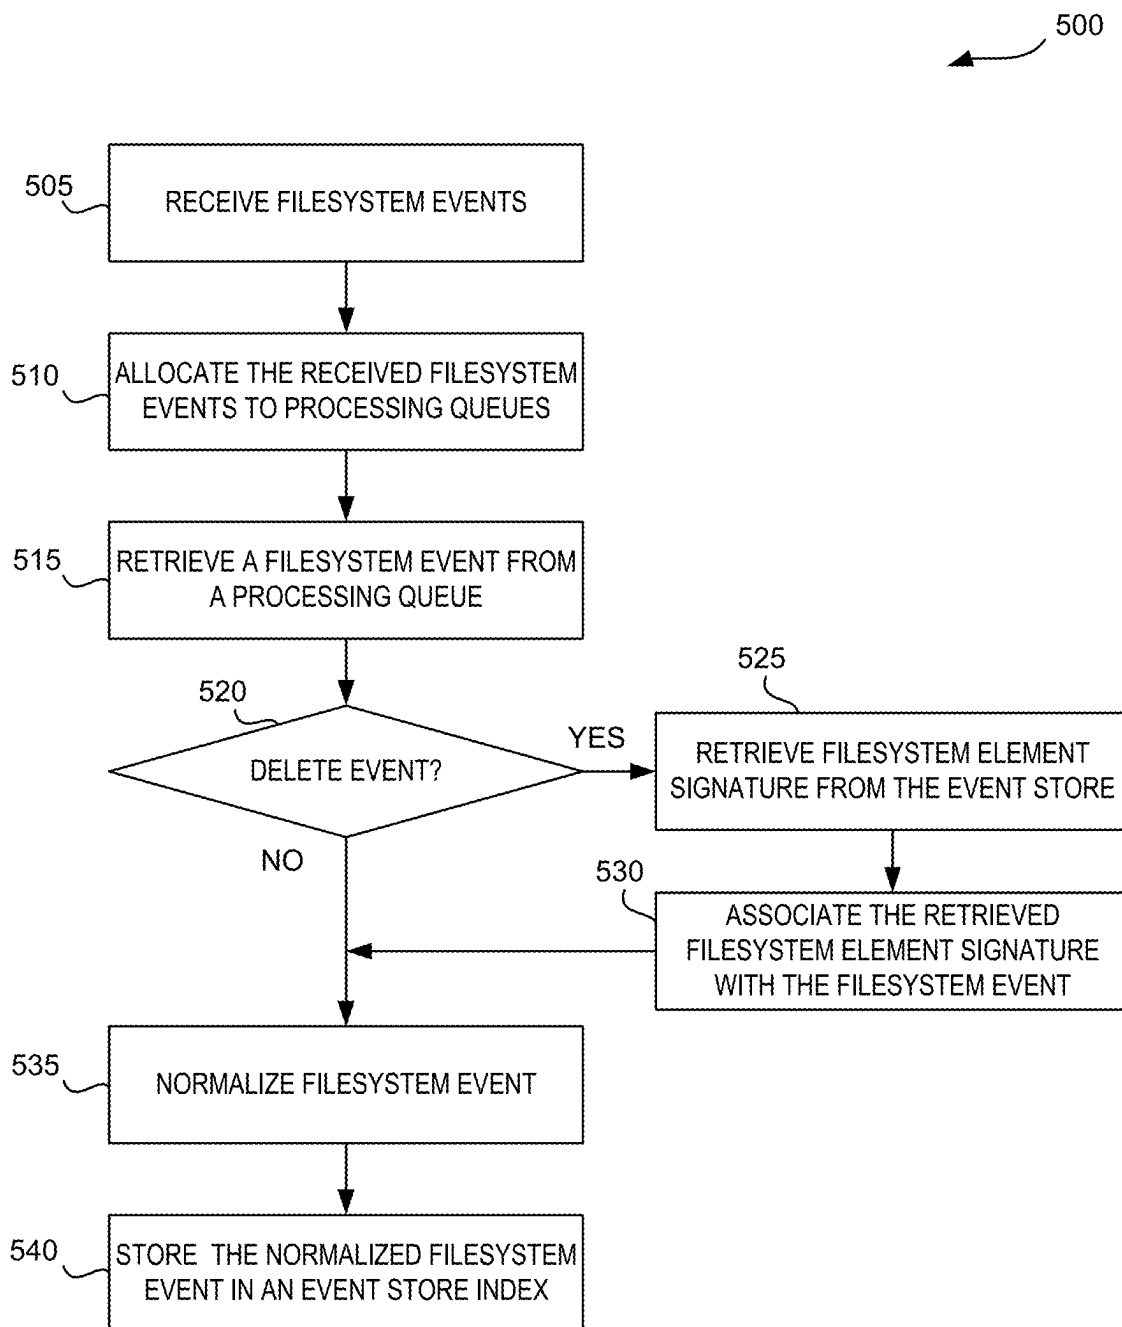 500
505
RECEIVE FILESYSTEM EVENTS
510
ALLOCATE THE RECEIVED FILESYSTEM
EVENTS TO PROCESSING QUEUES
515
RETRIEVE A FILESYSTEM EVENT FROM
A PROCESSING QUEUE
520
DELETE EVENT?
YES
NO
525
RETRIEVE FILESYSTEM ELEMENT
SIGNATURE FROM THE EVENT STORE
530
ASSOCIATE THE RETRIEVED
FILESYSTEM ELEMENT SIGNATURE
WITH THE FILESYSTEM EVENT
535
NORMALIZE FILESYSTEM EVENT
540
STORE THE NORMALIZED FILESYSTEM
EVENT IN AN EVENT STORE INDEX